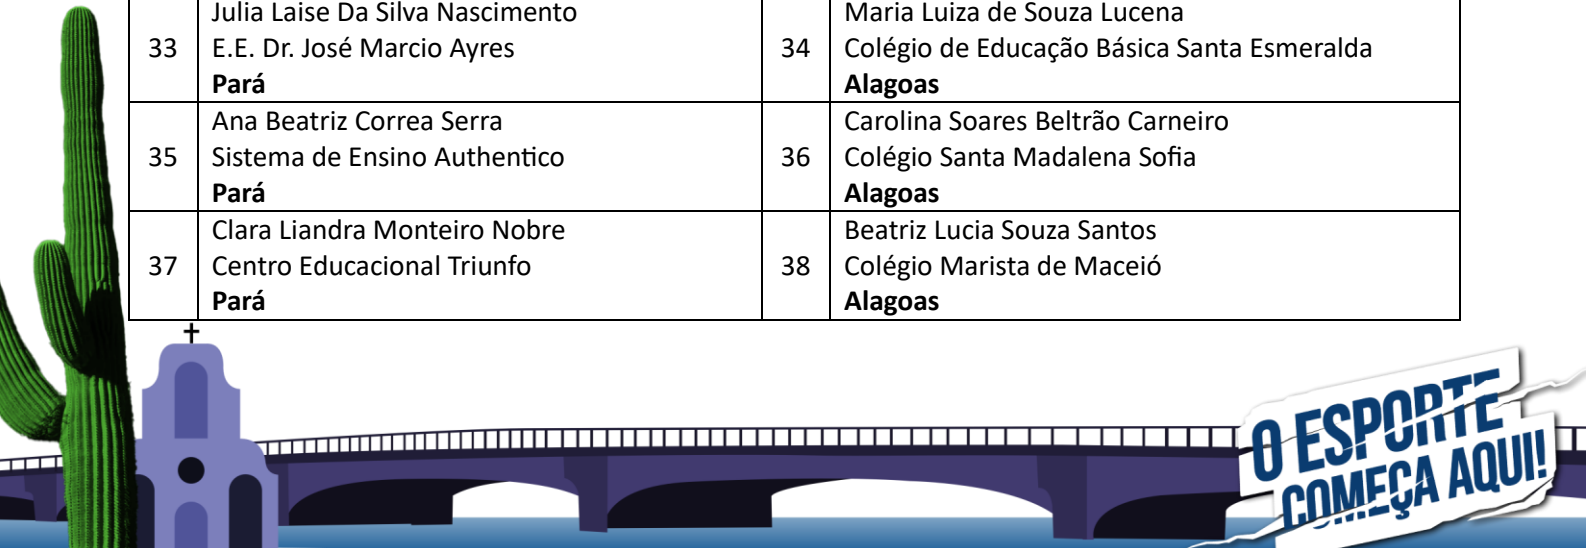 Julia Laise Da Silva Nascimento
33 E.E. Dr. José Marcio Ayres
Pará
Maria Luiza de Souza Lucena
34 Colégio de Educação Básica Santa Esmeralda
Alagoas
Ana Beatriz Correa Serra
35 Sistema de Ensino Authentico
Pará
Carolina Soares Beltrão Carneiro
36 Colégio Santa Madalena Sofia
Alagoas
Clara Liandra Monteiro Nobre
37 Centro Educacional Triunfo
Pará
Beatriz Lucia Souza Santos
38 Colégio Marista de Maceió
Alagoas
O ESPORTE
COMEÇA AQUI!